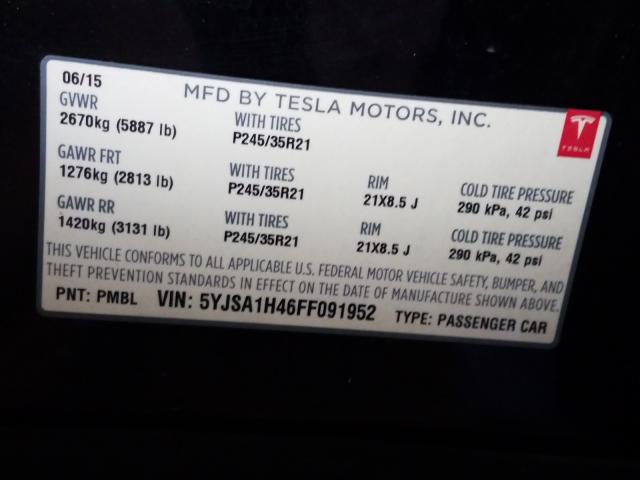 06/15
MFD BY TESLA MOTORS, INC.
TESLA
GVWR
2670kg (5887 lb)
WITH TIRES
P245/35R21
GAWR FRT
1276kg (2813 lb)
WITH TIRES
P245/35R21
RIM
21X8.5 J
COLD TIRE PRESSURE
290 kPa, 42 psi
GAWR RR
1420kg (3131 lb)
WITH TIRES
P245/35R21
RIM
21X8.5 J
COLD TIRE PRESSURE
290 kPa, 42 psi
THIS VEHICLE CONFORMS TO ALL APPLICABLE U.S. FEDERAL MOTOR VEHICLE SAFETY, BUMPER, AND
THEFT PREVENTION STANDARDS IN EFFECT ON THE DATE OF MANUFACTURE SHOWN ABOVE.
PNT: PMBL VIN: 5YJSA1H46FF091952 TYPE: PASSENGER CAR